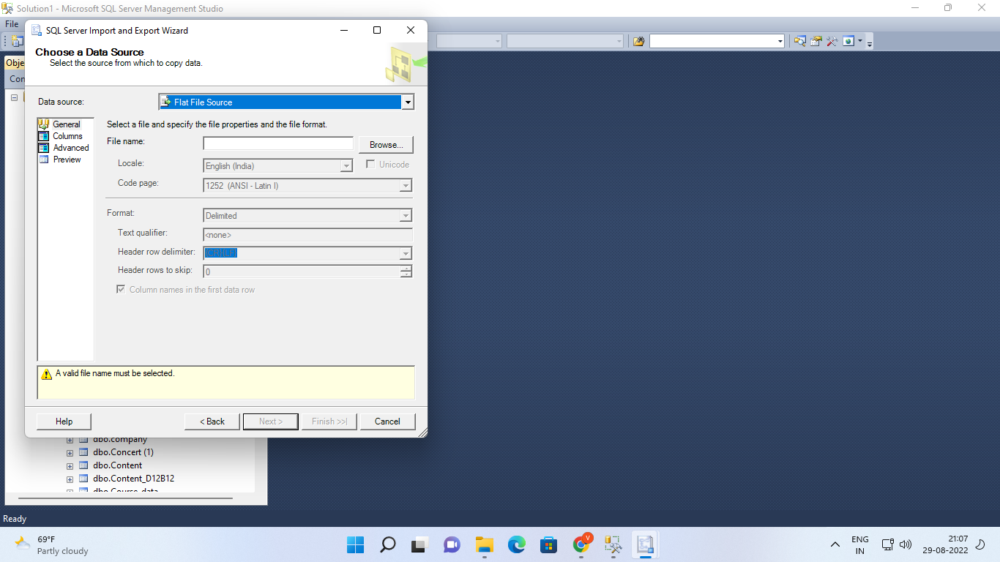 Solution1 - Microsoft SQL Server Management Studio
File
SQL Server Import and Export Wizard
Choose a Data Source
Select the source from which to copy data.
Obje
Con
Data source:
Flat File Source
General
Columns
Advanced
Preview
Select a file and specify the file properties and the file format.
File name:
Browse...
Locale:
English (India)
Unicode
Code page:
1252 (ANSI - Latin I)
Format:
Delimited
Text qualifier:
<none>
Header row delimiter:
{CR}{LF}
Header rows to skip:
0
Column names in the first data row
A valid file name must be selected.
Help
< Back
Next >
Finish >>|
Cancel
dbo.company
dbo.Concert (1)
dbo.Content
dbo.Content_D12B12
dbo.Course_data
Ready
69°F
Partly cloudy
V
ENG
IN
21:07
29-08-2022